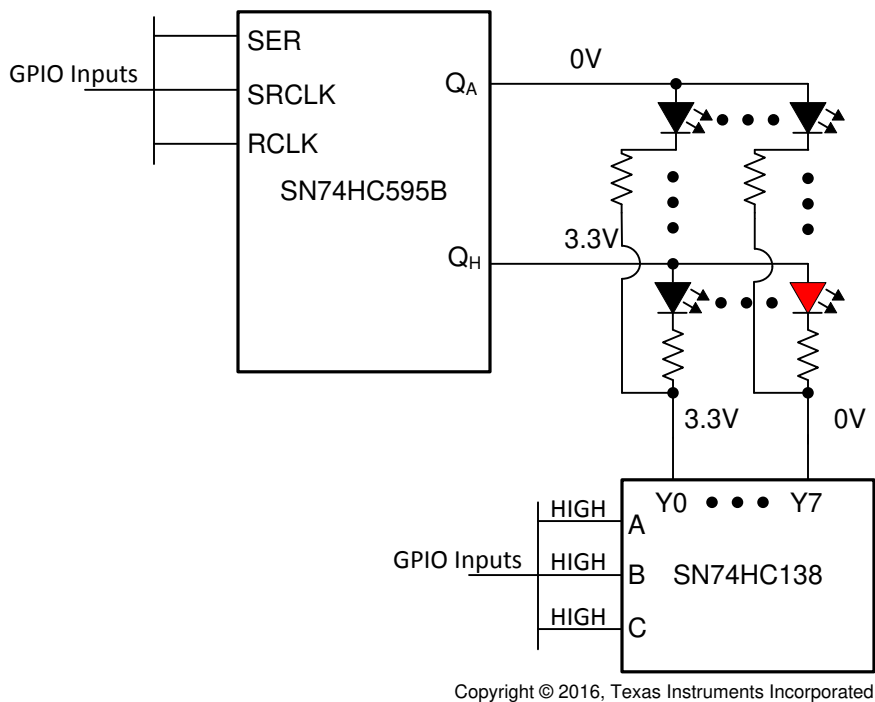 SER
GPIO Inputs
SRCLK
RCLK
SN74HC595B
QA
QH
0V
3.3V
3.3V
0V
Y0
Y7
HIGH
A
GPIO Inputs
HIGH
B
SN74HC138
HIGH
C
Copyright © 2016, Texas Instruments Incorporated